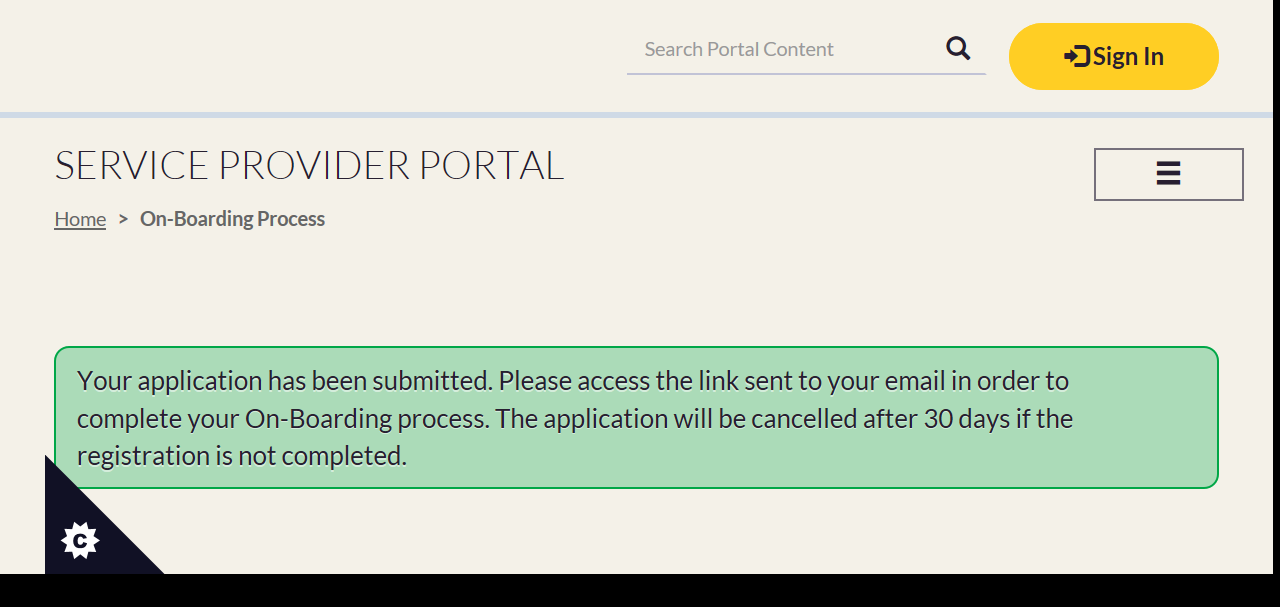 Search Portal Content
Sign In
SERVICE PROVIDER PORTAL
Home > On-Boarding Process
Your application has been submitted. Please access the link sent to your email in order to
complete your On-Boarding process. The application will be cancelled after 30 days if the
registration is not completed.
C